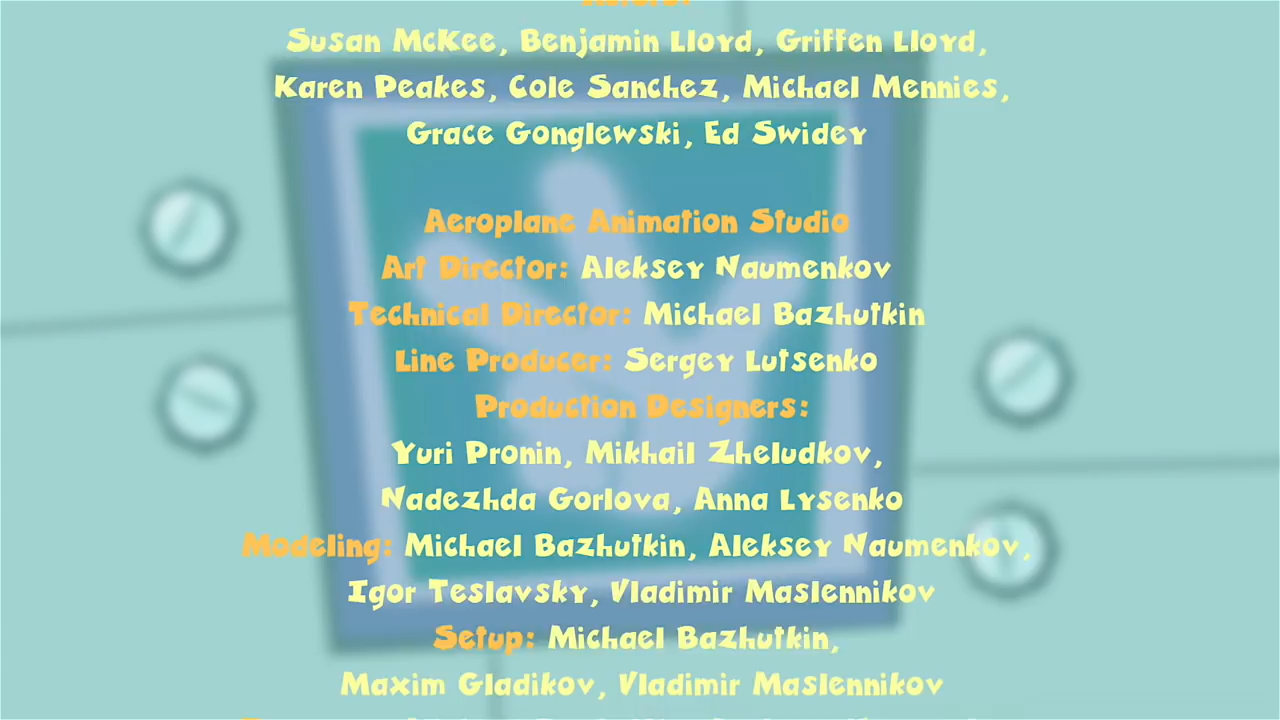 Susan McKee, Benjamin Lloyd, Griffen Lloyd,
Karen Peakes, Cole Sanchez, Michael Mennies,
Grace Gonglewski, Ed Swidey
Aeroplane Animation Studio
Art Director: Aleksey Naumenkov
Technical Director: Michael Bazhutkin
Line Producer: Sergey Lutsenko
Production Designers:
Yuri Pronin, Mikhail Zheludkov,
Nadezhda Gorlova, Anna Lysenko
Modeling: Michael Bazhutkin, Aleksey Naumenkov,
Igor Teslavsky, Vladimir Maslennikov
Setup: Michael Bazhutkin,
Maxim Gladikov, Vladimir Maslennikov